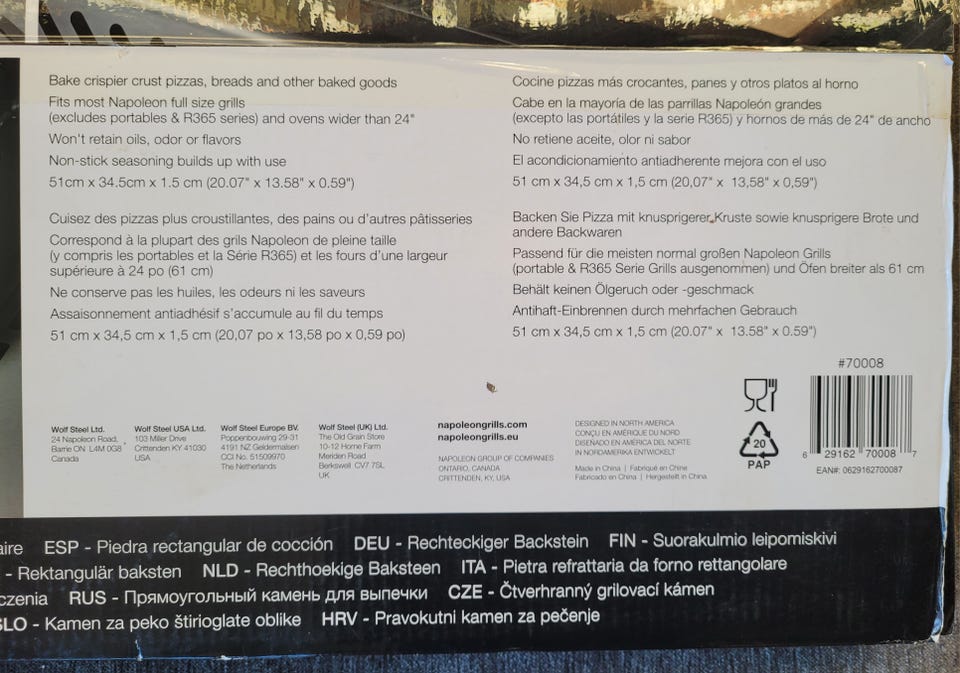 Bake crispier crust pizzas, breads and other baked goods
Fits most Napoleon full size grills
(excludes portables & R365 series) and ovens wider than 24"
Won't retain oils, odor or flavors
Non-stick seasoning builds up with use
51cm x 34.5cm x 1.5 cm (20.07" x 13.58" x 0.59")
Cocine pizzas más crocantes, panes y otros platos al horno
Cabe en la mayoría de las parrillas Napoleón grandes
(excepto las portátiles y la serie R365) y hornos de más de 24" de ancho
No retiene aceite, olor ni sabor
El acondicionamiento antiadherente mejora con el uso
51 cm x 34,5 cm x 1,5 cm (20,07" x 13,58" x 0,59")
Cuisez des pizzas plus croustillantes, des pains ou d'autres pâtisseries
Correspond à la plupart des grils Napoleon de pleine taille
(y compris les portables et la Série R365) et les fours d'une largeur
supérieure à 24 po (61 cm)
Ne conserve pas les huiles, les odeurs ni les saveurs
Assaisonnement antiadhésif s'accumule au fil du temps
51 cm x 34,5 cm x 1,5 cm (20,07 po x 13,58 po x 0,59 po)
Backen Sie Pizza mit knusprigerer Kruste sowie knusprigere Brote und
andere Backwaren
Passend für die meisten normal großen Napoleon Grills
(portable & R365 Serie Grills ausgenommen) und Öfen breiter als 61 cm
Behält keinen Ölgeruch oder -geschmack
Antihaft-Einbrennen durch mehrfachen Gebrauch
51 cm x 34,5 cm x 1,5 cm (20.07" x 13.58" x 0.59")
Wolf Steel Ltd.
24 Napoleon Road,
Barrie ON L4M 0G8
Canada
Wolf Steel USA Ltd.
103 Miller Drive
Crittenden KY 41030
USA
Wolf Steel Europe BV.
Poppenbouwing 29-31
4191 NZ Geldermalsen
CCI No. 51509970
The Netherlands
Wolf Steel (UK) Ltd.
The Old Grain Store
10-12 Home Farm
Meriden Road
Berkswell CV7 7SL
UK
napoleongrills.com
napoleongrills.eu
NAPOLEON GROUP OF COMPANIES
ONTARIO, CANADA
CRITTENDEN, KY, USA
DESIGNED IN NORTH AMERICA
CONÇU EN AMÉRIQUE DU NORD
DISENADO EN AMÉRICA DEL NORTE
IN NORDAMERIKA ENTWICKELT
Made in China | Fabriqué en Chine
Fabricado en China | Hergestellt in China
20
PAP
#70008
6 29162 70008 7
EAN#: 0629162700087
aire ESP - Piedra rectangular de cocción DEU - Rechteckiger Backstein FIN - Suorakulmio leipomiskivi
- Rektangulär baksten NLD - Rechthoekige Baksteen ITA - Pietra refrattaria da forno rettangolare
czenia RUS - Прямоугольный камень для выпечки CZE - Čtverhranný grilovací kámen
SLO - Kamen za peko štirioglate oblike HRV - Pravokutni kamen za pečenje